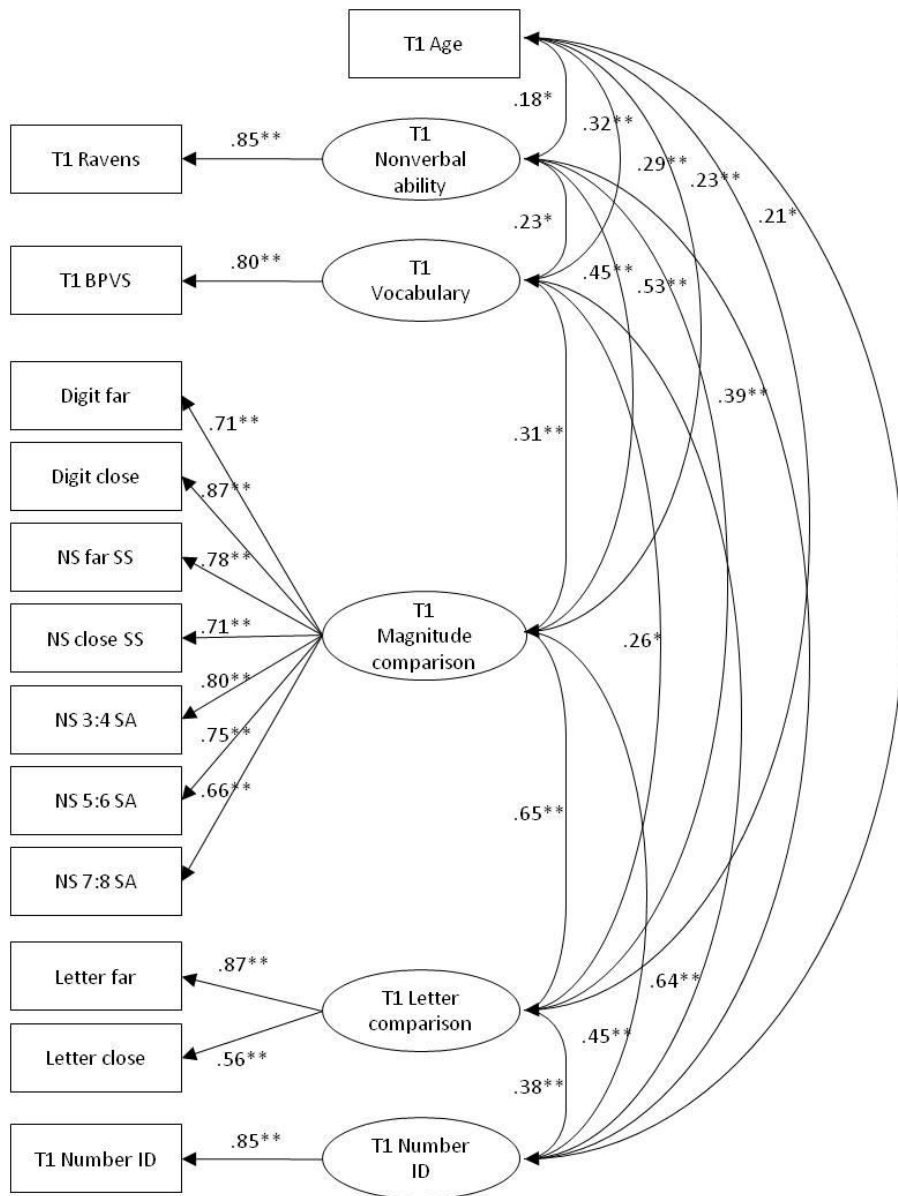 T1 Age
.18*
.32**
T1
Nonverbal
ability
.85**
T1 Ravens
.29**
.23**
.21*
.23*
T1
Vocabulary
.80**
T1 BPVS
.45**
.53**
Digit far
.71**
.39**
.31**
Digit close
.87**
NS far SS
.78**
NS close SS
.71**
T1
Magnitude
comparison
.26*
NS 3:4 SA
.80**
NS 5:6 SA
.75**
.66**
.65**
NS 7:8 SA
Letter far
.87**
T1 Letter
comparison
.64**
Letter close
.56**
.45**
.38**
T1 Number ID
.85**
T1 Number
ID